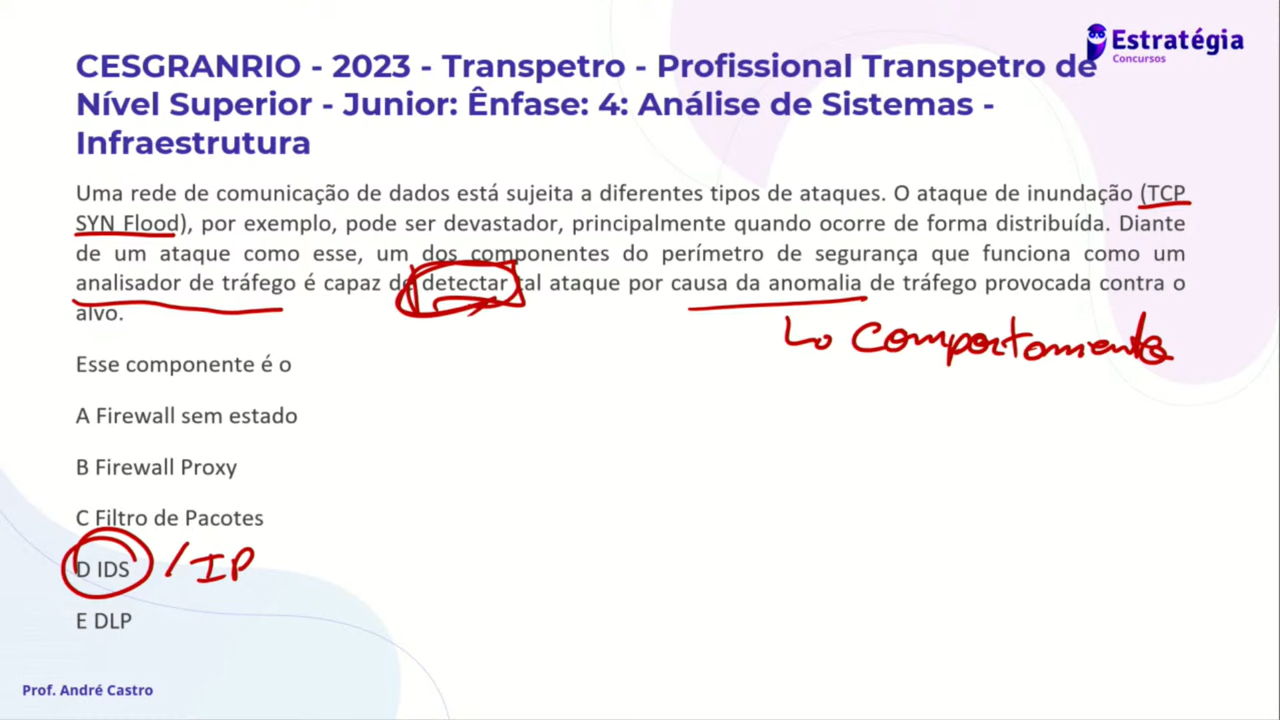 Estratégia
Concursos
CESGRANRIO - 2023 - Transpetro - Profissional Transpetro de
Nível Superior - Junior: Ênfase: 4: Análise de Sistemas -
Infraestrutura
Uma rede de comunicação de dados está sujeita a diferentes tipos de ataques. O ataque de inundação (TCP
SYN Flood), por exemplo, pode ser devastador, principalmente quando ocorre de forma distribuída. Diante
de um ataque como esse, um dos componentes do perímetro de segurança que funciona como um
analisador de tráfego é capaz de detectar tal ataque por causa da anomalia de tráfego provocada contra o
alvo.
↳ Comportamento
Esse componente é o
A Firewall sem estado
B Firewall Proxy
C Filtro de Pacotes
D IDS / IP
E DLP
Prof. André Castro